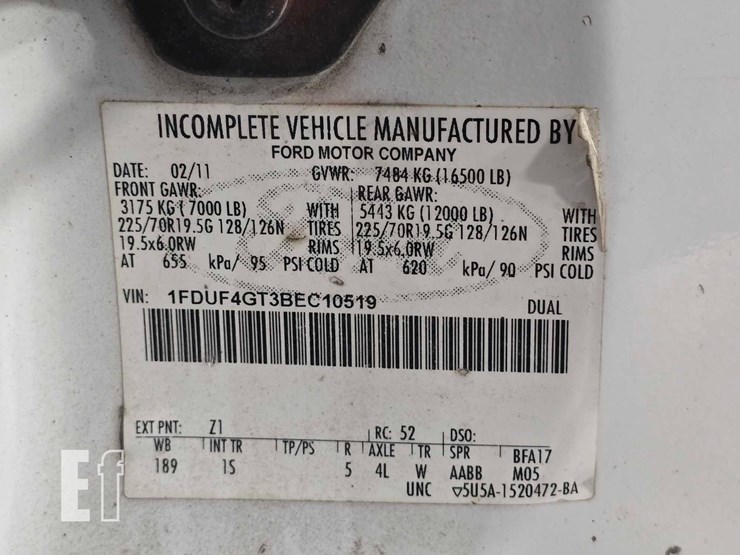 INCOMPLETE VEHICLE MANUFACTURED BY
FORD MOTOR COMPANY
DATE: 02/11 GVWR: 7484 KG (16500 LB)
FRONT GAWR: REAR GAWR:
3175 KG ( 7000 LB) WITH 5443 KG (12000 LB) WITH
225/70R19.5G 128/126N TIRES 225/70R19.5G 128/126N TIRES
19.5x6.0RW RIMS 19.5x6.0RW RIMS
AT 655 kPa/ 95 PSI COLD AT 620 kPa/ 90 PSI COLD
VIN: 1FDUF4GT3BEC10519 DUAL
EXT PNT: Z1 RC: 52 DSO:
WB INT TR TP/PS R AXLE TR SPR BFA17
189 1S 5 4L W AABB M05
UNC ▽5U5A-1520472-BA
Ef